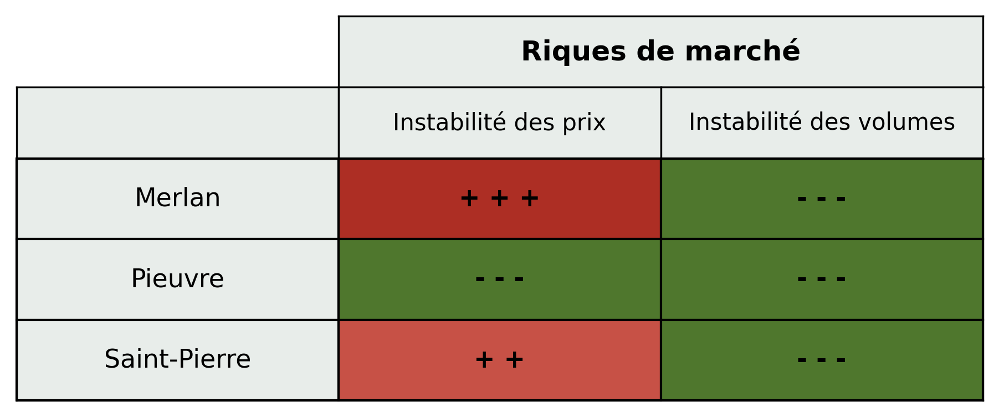 Riques de marché
Instabilité des prix Instabilité des volumes
Merlan + + + - - -
Pieuvre - - - - - -
Saint-Pierre + + - - -